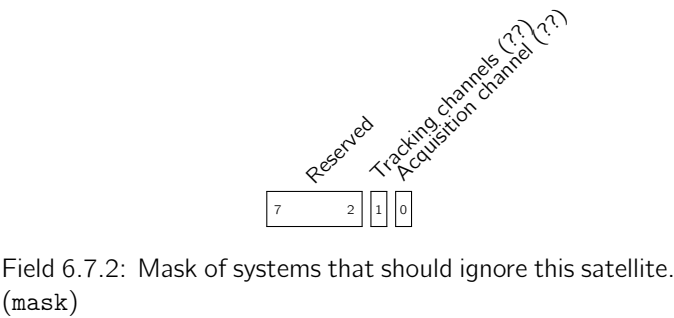 Reserved
Tracking channels (??)
Acquisition channel (??)
7 2 1 0
Field 6.7.2: Mask of systems that should ignore this satellite.
(mask)